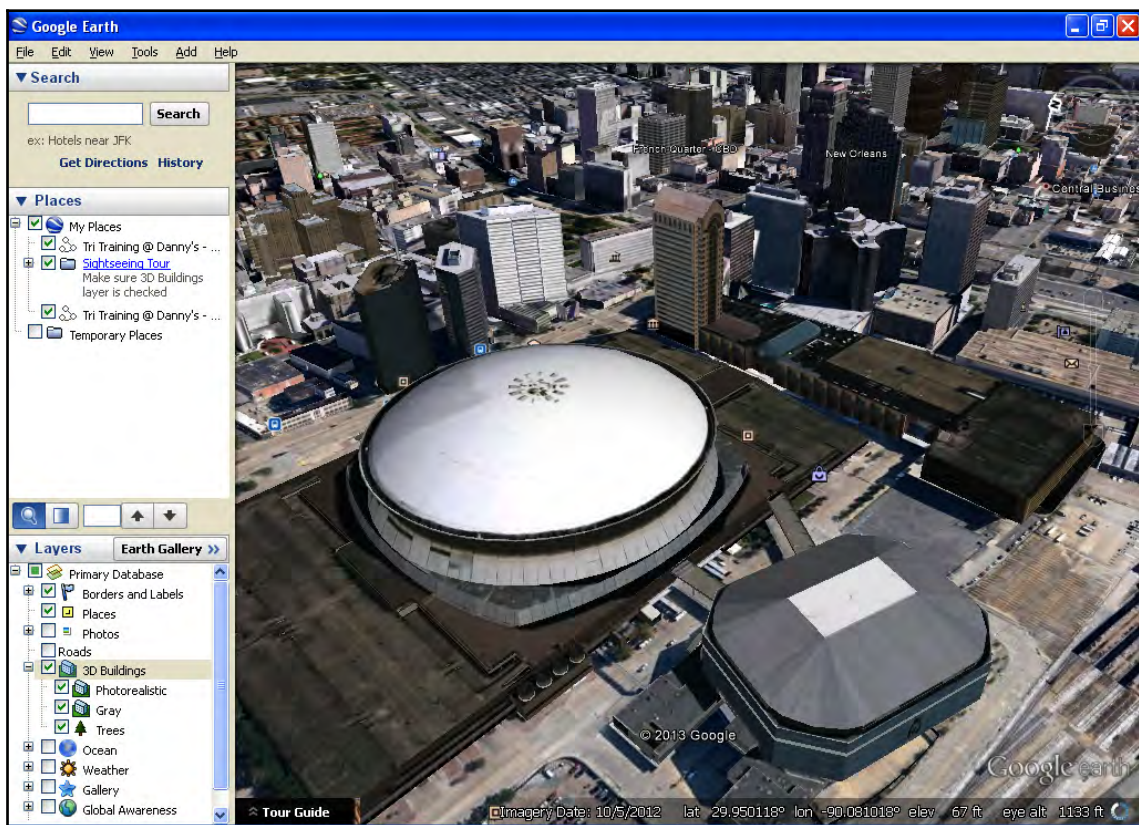 Google Earth
File Edit View Tools Add Help
Search
Search
ex: Hotels near JFK
Get Directions History
Places
My Places
Tri Training @ Danny's - ...
Sightseeing Tour
Make sure 3D Buildings
layer is checked
Tri Training @ Danny's - ...
Temporary Places
Layers
Earth Gallery >>
Primary Database
Borders and Labels
Places
Photos
Roads
3D Buildings
Photorealistic
Gray
Trees
Ocean
Weather
Gallery
Global Awareness
N
French Quarter - CBD
New Orleans
Central Busines
© 2013 Google
Google earth
Tour Guide
Imagery Date: 10/5/2012 lat 29.950118° lon -90.081018° elev 67 ft eye alt 1133 ft